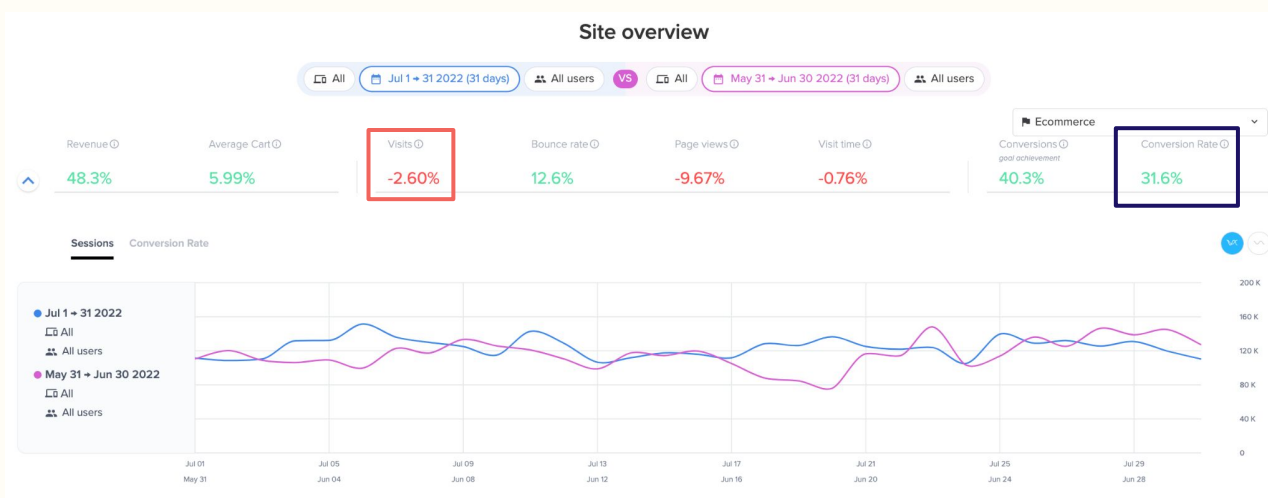 Site overview
All Jul 1 → 31 2022 (31 days) All users VS All May 31 → Jun 30 2022 (31 days) All users
Ecommerce
Revenue Average Cart Visits Bounce rate Page views Visit time Conversions Conversion Rate
goal achievement
48.3% 5.99% -2.60% 12.6% -9.67% -0.76% 40.3% 31.6%
Sessions Conversion Rate
200 K
Jul 1 → 31 2022
160 K
All
All users
120 K
May 31 → Jun 30 2022
All
80 K
All users
40 K
0
Jul 01 Jul 05 Jul 09 Jul 13 Jul 17 Jul 21 Jul 25 Jul 29
May 31 Jun 04 Jun 08 Jun 12 Jun 16 Jun 20 Jun 24 Jun 28